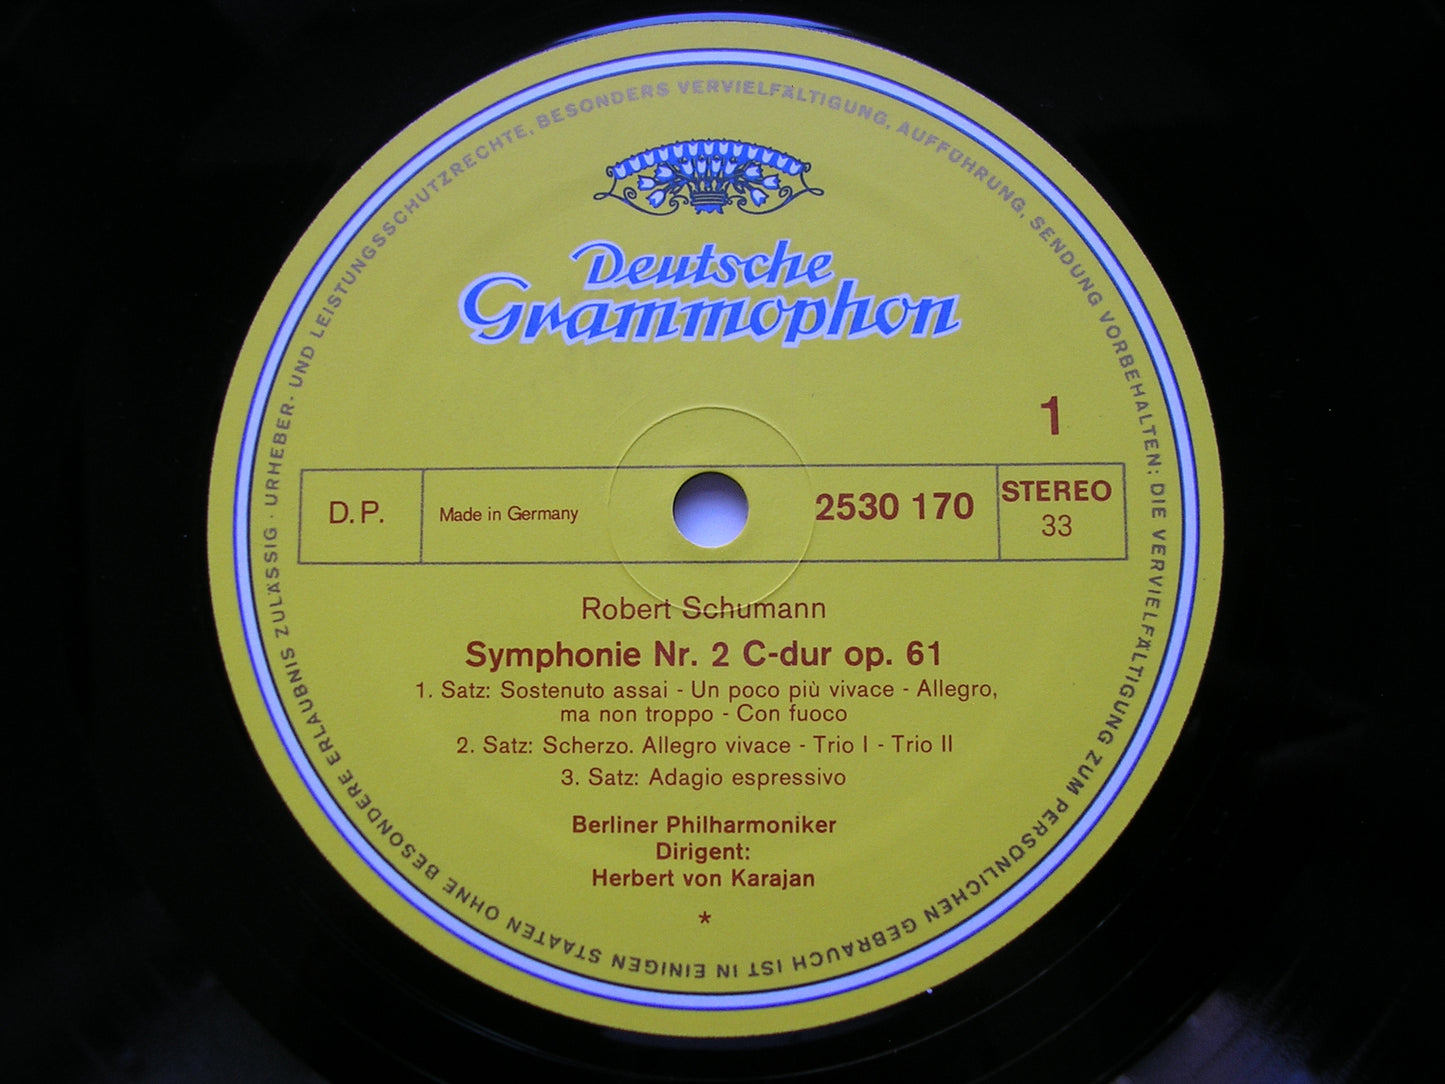 URHEBER- UND LEISTUNGSSCHUTZRECHTE, BESONDERS VERVIELFÄLTIGUNG, AUFFÜHRUNG, SENDUNG VORBEHALTEN; DIE VERVIELFÄLTIGUNG ZUM PERSÖNLICHEN GEBRAUCH IST IN EINIGEN STAATEN OHNE BESONDERE ERLAUBNIS ZULÄSSIG ·
Deutsche
Grammophon
1
D.P.
Made in Germany
2530 170
STEREO
33
Robert Schumann
Symphonie Nr. 2 C-dur op. 61
1. Satz: Sostenuto assai - Un poco più vivace - Allegro,
ma non troppo - Con fuoco
2. Satz: Scherzo. Allegro vivace - Trio I - Trio II
3. Satz: Adagio espressivo
Berliner Philharmoniker
Dirigent:
Herbert von Karajan
*